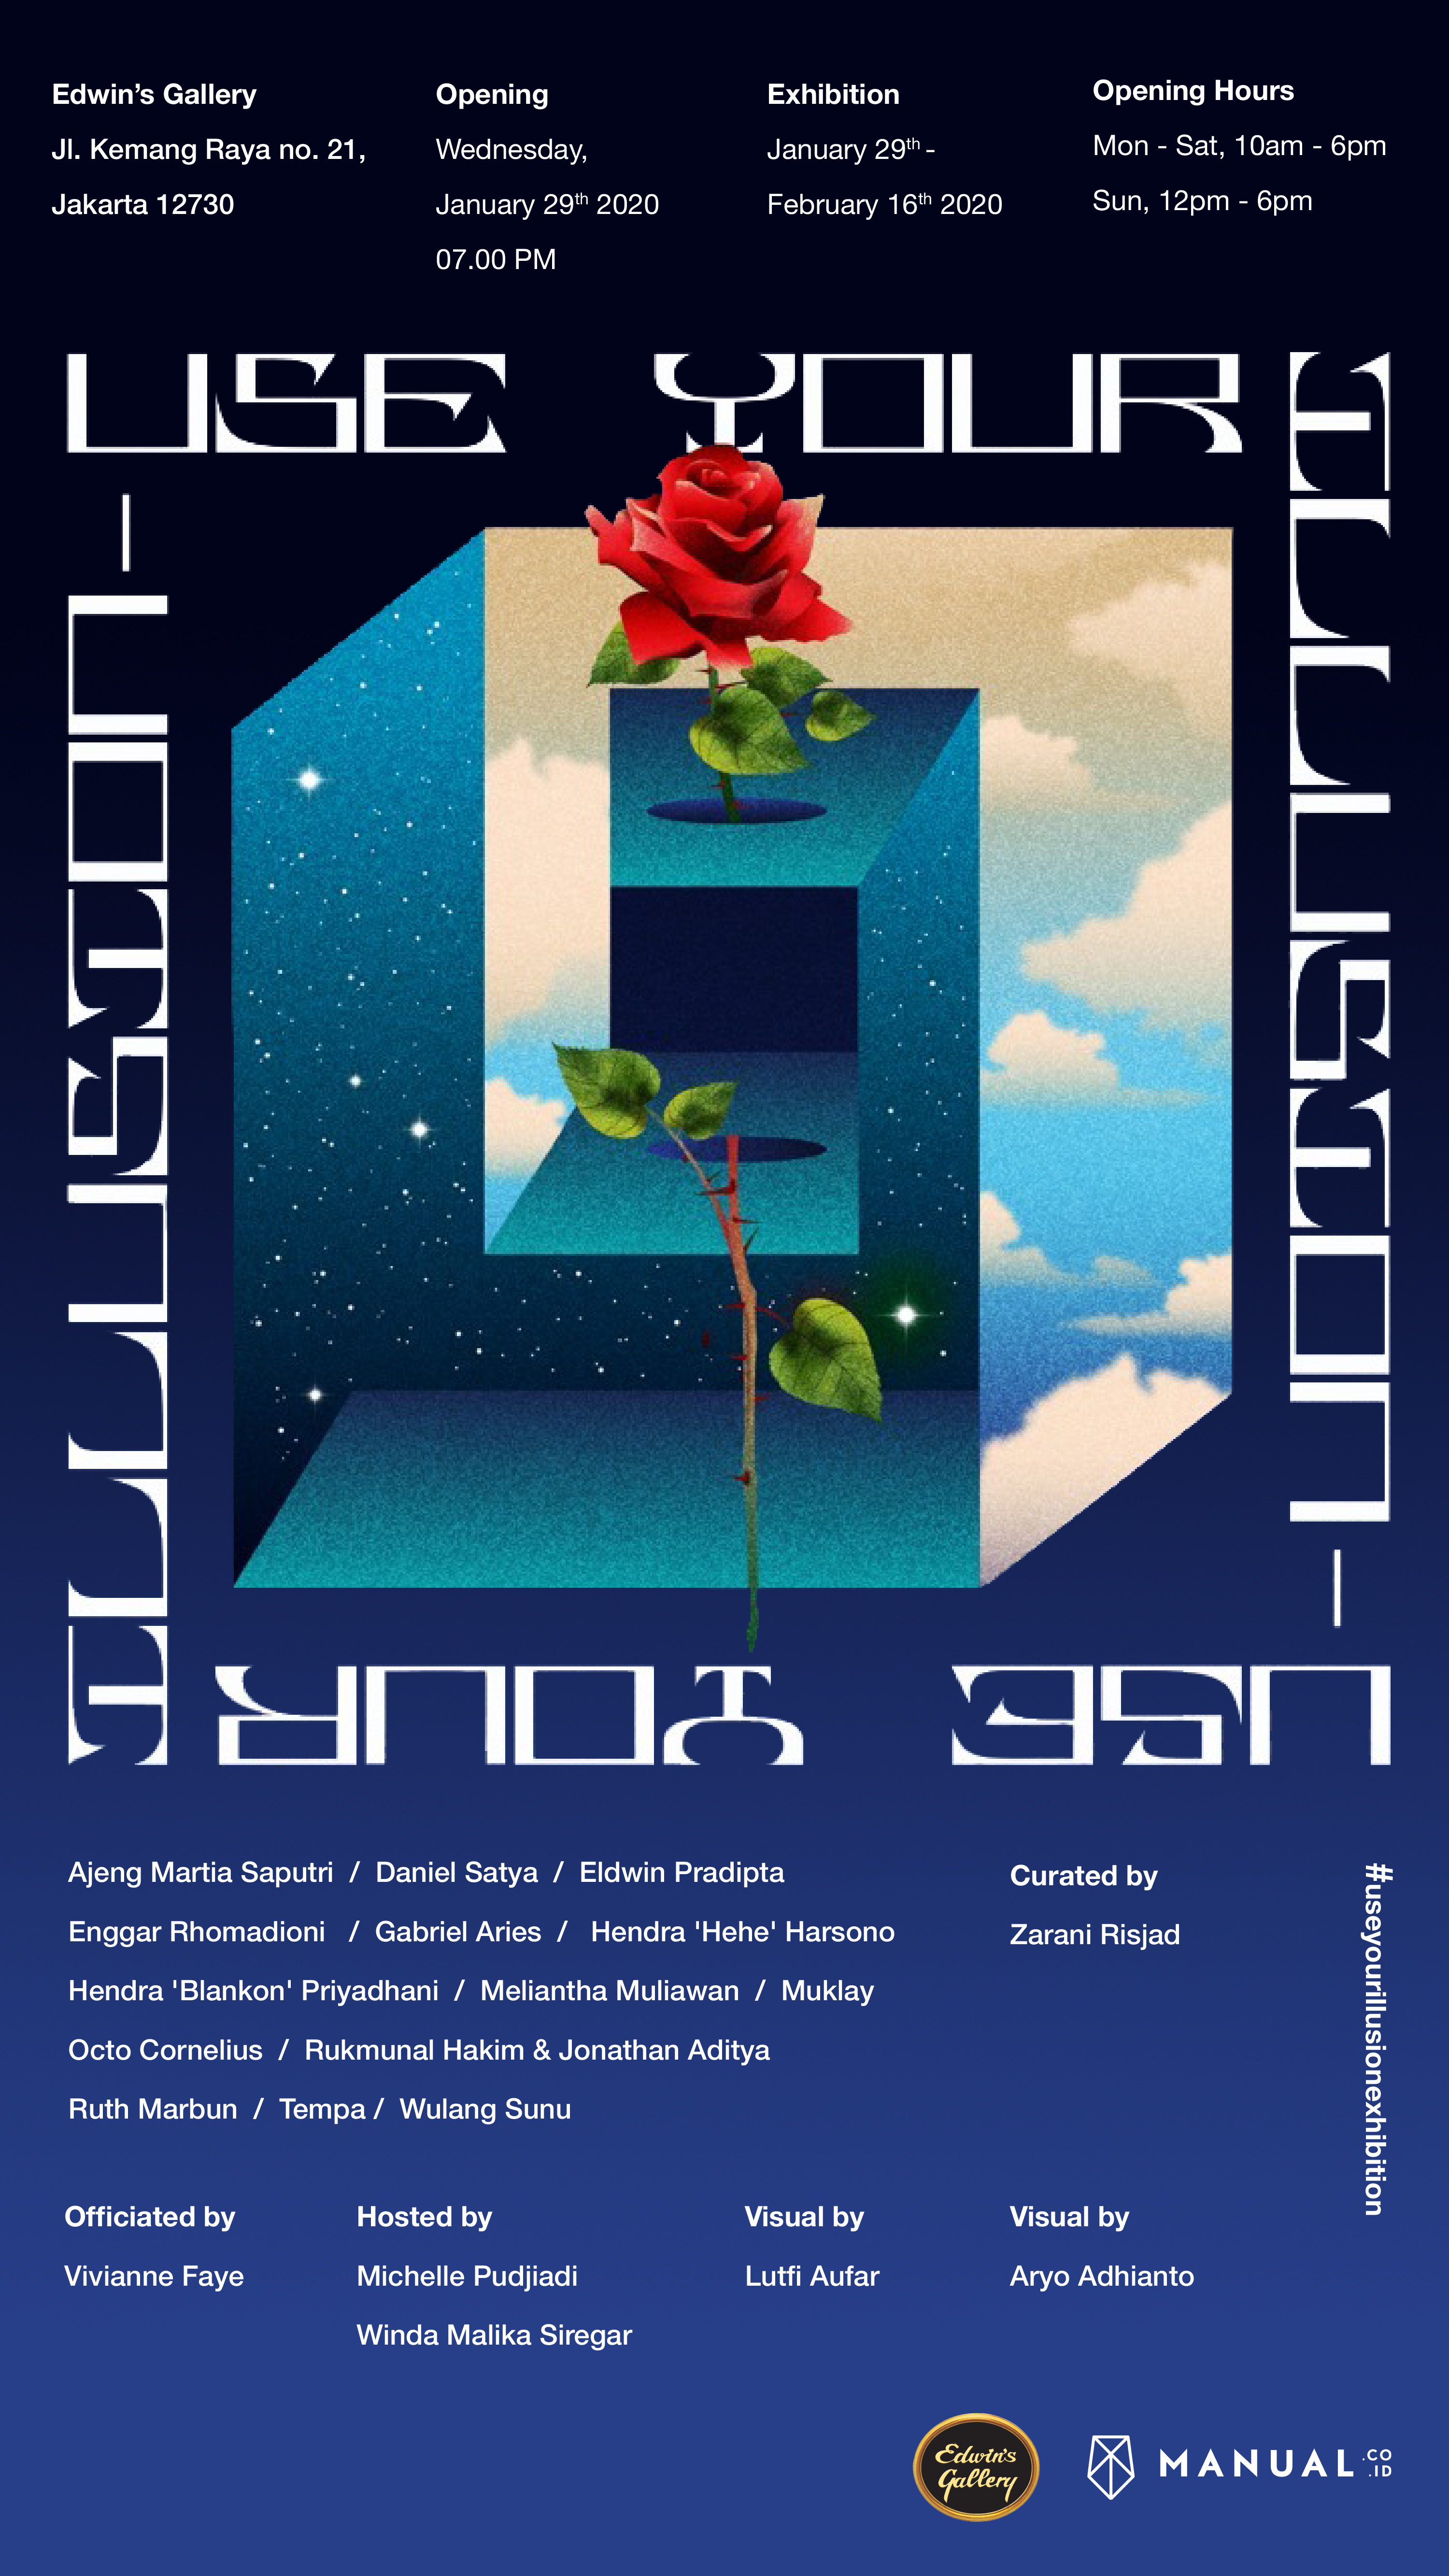 Edwin's Gallery
Jl. Kemang Raya no. 21,
Jakarta 12730
Opening
Wednesday,
January 29th 2020
07.00 PM
Exhibition
January 29th -
February 16th 2020
Opening Hours
Mon - Sat, 10am - 6pm
Sun, 12pm - 6pm
USE YOUR
ILLUSION -
USE YOUR
ILLUSION -
Ajeng Martia Saputri / Daniel Satya / Eldwin Pradipta
Enggar Rhomadioni / Gabriel Aries / Hendra 'Hehe' Harsono
Hendra 'Blankon' Priyadhani / Meliantha Muliawan / Muklay
Octo Cornelius / Rukmunal Hakim & Jonathan Aditya
Ruth Marbun / Tempa / Wulang Sunu
Curated by
Zarani Risjad
#useyourillusionexhibition
Officiated by
Vivianne Faye
Hosted by
Michelle Pudjiadi
Winda Malika Siregar
Visual by
Lutfi Aufar
Visual by
Aryo Adhianto
Edwin's
Gallery
MANUAL .CO
.ID